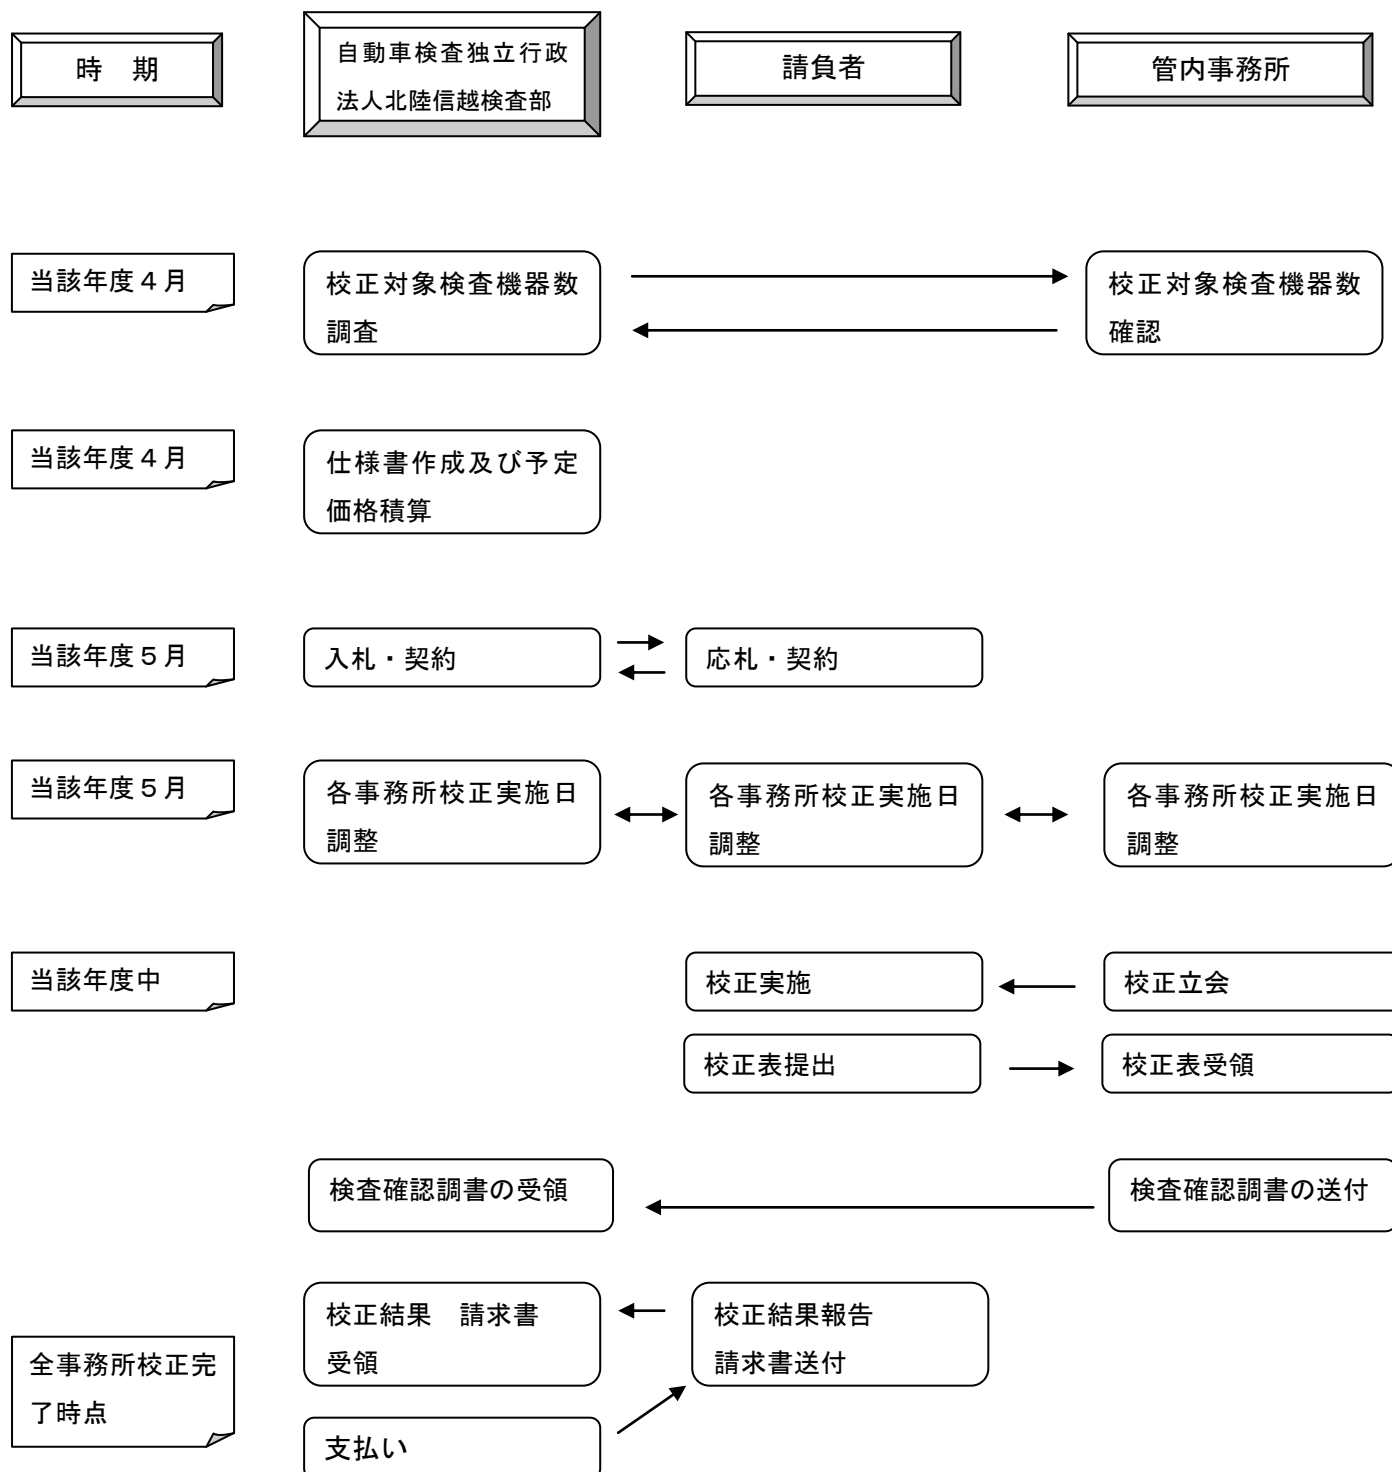 時　期
自動車検査独立行政
法人北陸信越検査部
請負者
管内事務所
当該年度４月
校正対象検査機器数
調査
校正対象検査機器数
確認
当該年度４月
仕様書作成及び予定
価格積算
当該年度５月
入札・契約
応札・契約
当該年度５月
各事務所校正実施日
調整
各事務所校正実施日
調整
各事務所校正実施日
調整
当該年度中
校正実施
校正立会
校正表提出
校正表受領
検査確認調書の受領
検査確認調書の送付
校正結果　請求書
受領
校正結果報告
請求書送付
全事務所校正完
了時点
支払い